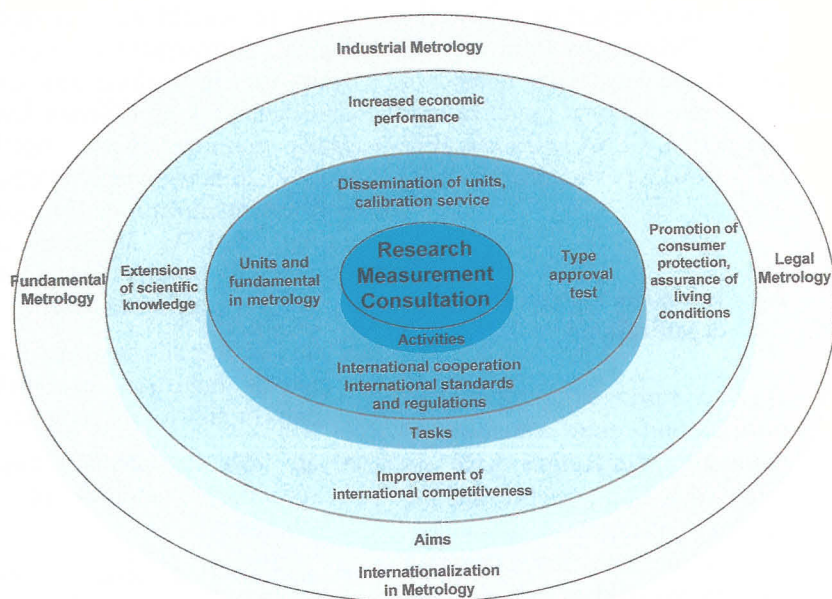 Industrial Metrology
Increased economic
performance
Dissemination of units,
calibration service
Research
Measurement
Consultation
Activities
Units and
fundamental
in metrology
Type
approval
test
Extensions
of scientific
knowledge
Promotion of
consumer
protection,
assurance of
living
conditions
Fundamental
Metrology
Legal
Metrology
International cooperation
International standards
and regulations
Tasks
Improvement of
international competitiveness
Aims
Internationalization
in Metrology